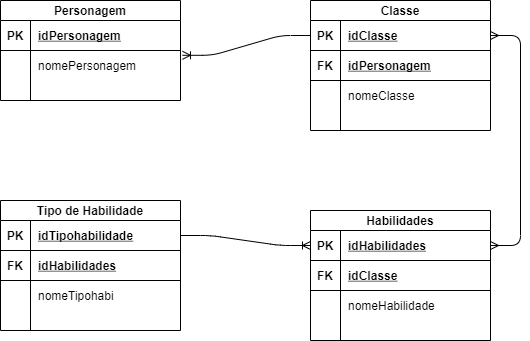 Personagem
PK idPersonagem
nomePersonagem
Classe
PK idClasse
FK idPersonagem
nomeClasse
Tipo de Habilidade
PK idTipohabilidade
FK idHabilidades
nomeTipohabi
Habilidades
PK idHabilidades
FK idClasse
nomeHabilidade